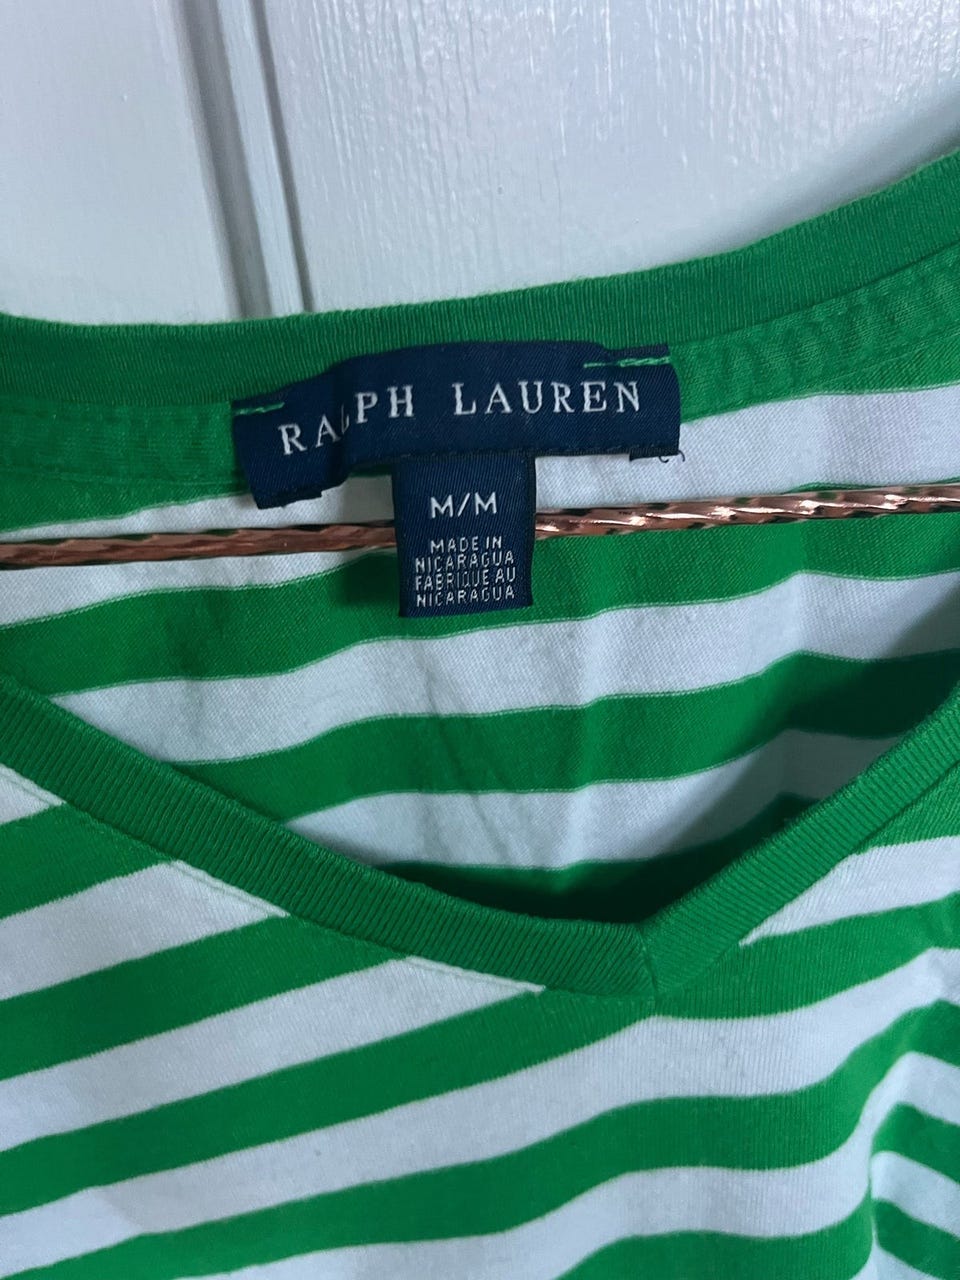 RALPH LAUREN
M/M
MADE IN
NICARAGUA
FABRIQUE AU
NICARAGUA